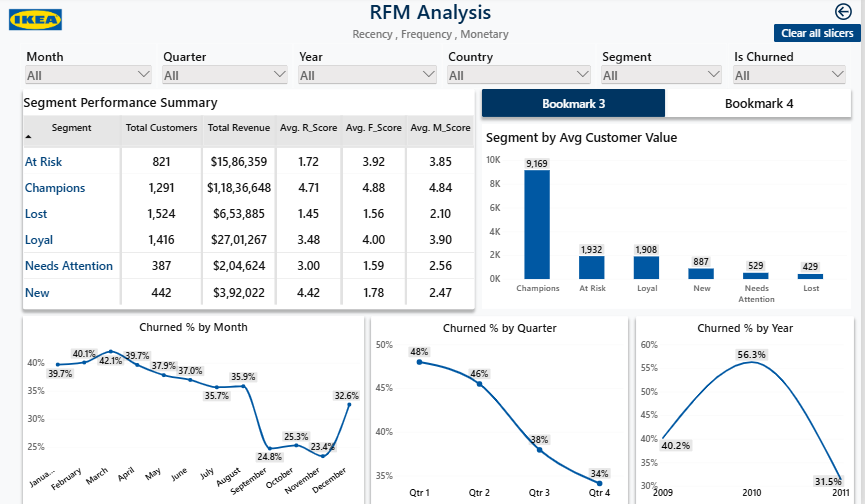 IKEA
RFM Analysis
Recency , Frequency , Monetary
Clear all slicers
Month Quarter Year Country Segment Is Churned
All All All All All All
Segment Performance Summary
Segment Total Customers Total Revenue Avg. R_Score Avg. F_Score Avg. M_Score
At Risk 821 $15,86,359 1.72 3.92 3.85
Champions 1,291 $1,18,36,648 4.71 4.88 4.84
Lost 1,524 $6,53,885 1.45 1.56 2.10
Loyal 1,416 $27,01,267 3.48 4.00 3.90
Needs Attention 387 $2,04,624 3.00 1.59 2.56
New 442 $3,92,022 4.42 1.78 2.47
Bookmark 3 Bookmark 4
Segment by Avg Customer Value
10K
8K
6K
4K
2K
0K
9,169 1,932 1,908 887 529 429
Champions At Risk Loyal New Needs Attention Lost
Churned % by Month
40%
35%
30%
25%
39.7% 40.1% 42.1% 39.7% 37.9% 37.0% 35.7% 35.9% 24.8% 25.3% 23.4% 32.6%
Janua... February March April May June July August September October November December
Churned % by Quarter
50%
45%
40%
35%
48% 46% 38% 34%
Qtr 1 Qtr 2 Qtr 3 Qtr 4
Churned % by Year
60%
55%
50%
45%
40%
35%
30%
40.2% 56.3% 31.5%
2009 2010 2011